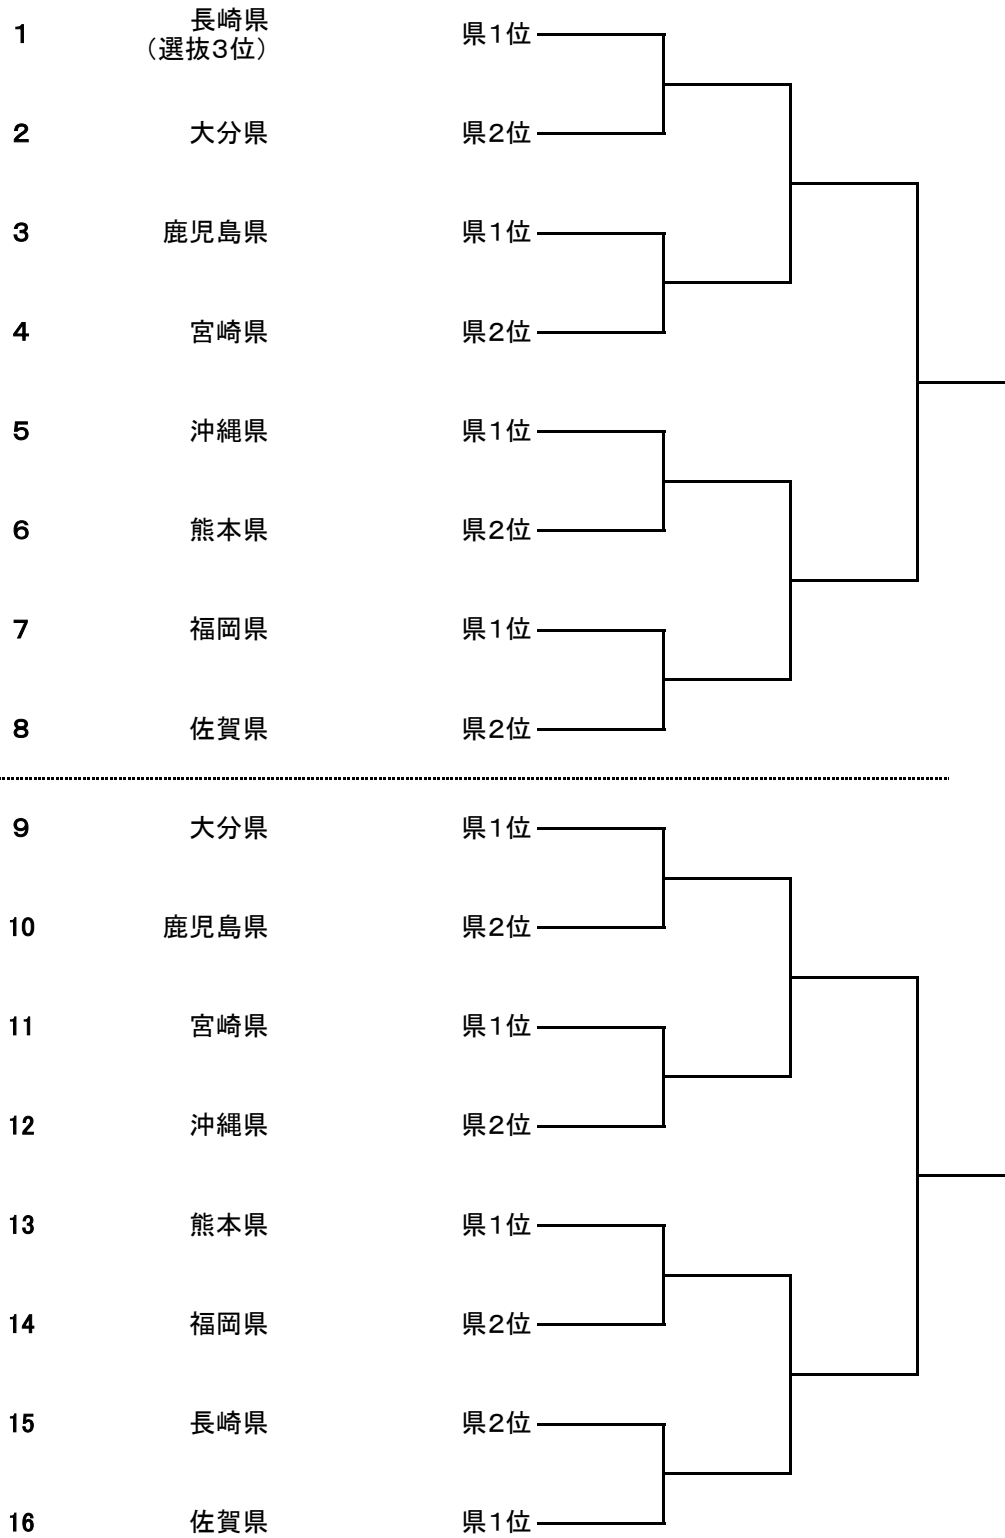 1 長崎県 県1位
（選抜3位）
2 大分県 県2位
3 鹿児島県 県1位
4 宮崎県 県2位
5 沖縄県 県1位
6 熊本県 県2位
7 福岡県 県1位
8 佐賀県 県2位
9 大分県 県1位
10 鹿児島県 県2位
11 宮崎県 県1位
12 沖縄県 県2位
13 熊本県 県1位
14 福岡県 県2位
15 長崎県 県2位
16 佐賀県 県1位